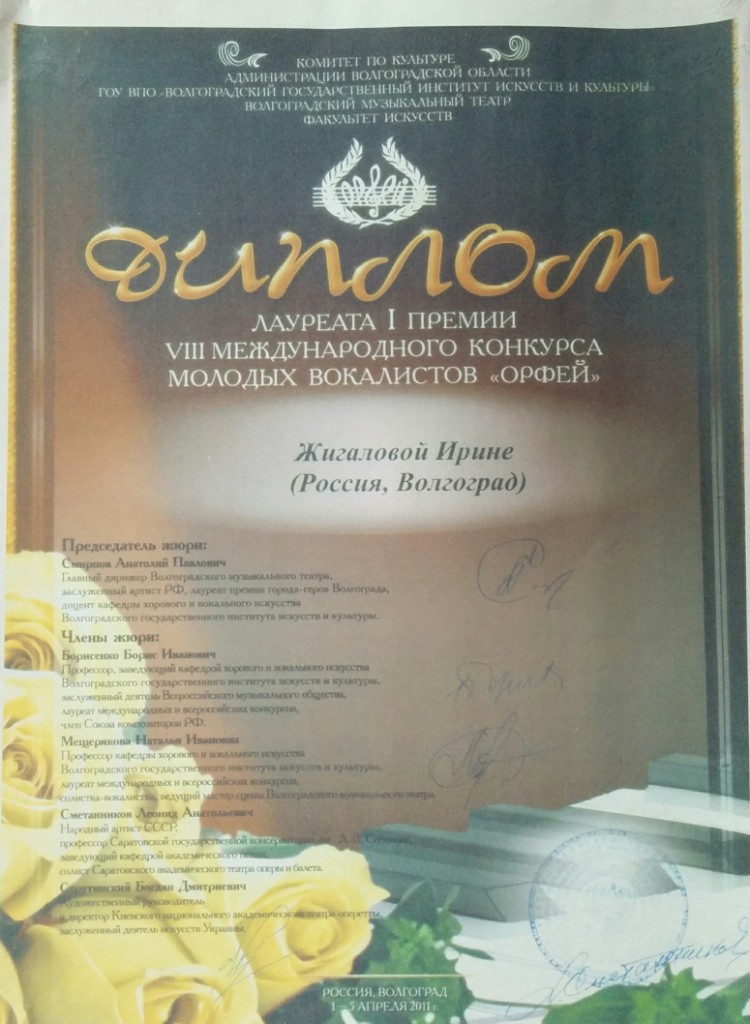 КОМИТЕТ ПО КУЛЬТУРЕ
АДМИНИСТРАЦИИ ВОЛГОГРАДСКОЙ ОБЛАСТИ
ГОУ ВПО «ВОЛГОГРАДСКИЙ ГОСУДАРСТВЕННЫЙ ИНСТИТУТ ИСКУССТВ И КУЛЬТУРЫ»
ВОЛГОГРАДСКИЙ МУЗЫКАЛЬНЫЙ ТЕАТР
ФАКУЛЬТЕТ ИСКУССТВ
орфей
ДИПЛОМ
ЛАУРЕАТА I ПРЕМИИ
VIII МЕЖДУНАРОДНОГО КОНКУРСА
МОЛОДЫХ ВОКАЛИСТОВ «ОРФЕЙ»
Жигаловой Ирине
(Россия, Волгоград)
Председатель жюри:
Смирнов Анатолий Павлович
Главный дирижер Волгоградского музыкального театра,
заслуженный артист РФ, лауреат премии города-героя Волгограда,
доцент кафедры хорового и вокального искусства
Волгоградского государственного института искусств и культуры.
Члены жюри:
Борисенко Борис Иванович
Профессор, заведующий кафедрой хорового и вокального искусства
Волгоградского государственного института искусств и культуры,
заслуженный деятель Всероссийского музыкального общества,
лауреат международных и всероссийских конкурсов,
член Союза композиторов РФ.
Мещерякова Наталья Ивановна
Профессор кафедры хорового и вокального искусства
Волгоградского государственного института искусств и культуры,
лауреат международных и всероссийских конкурсов,
солистка-вокалистка, ведущий мастер сцены Волгоградского музыкального театра.
Сметанников Леонид Анатольевич
Народный артист СССР,
профессор Саратовской государственной консерватории им. Л.В. Собинова,
заведующий кафедрой академического пения,
солист Саратовского академического театра оперы и балета.
Струтинский Богдан Дмитриевич
Художественный руководитель
и директор Киевского национального академического театра оперетты,
заслуженный деятель искусств Украины.
РОССИЯ, ВОЛГОГРАД
1 – 5 АПРЕЛЯ 2011 г.